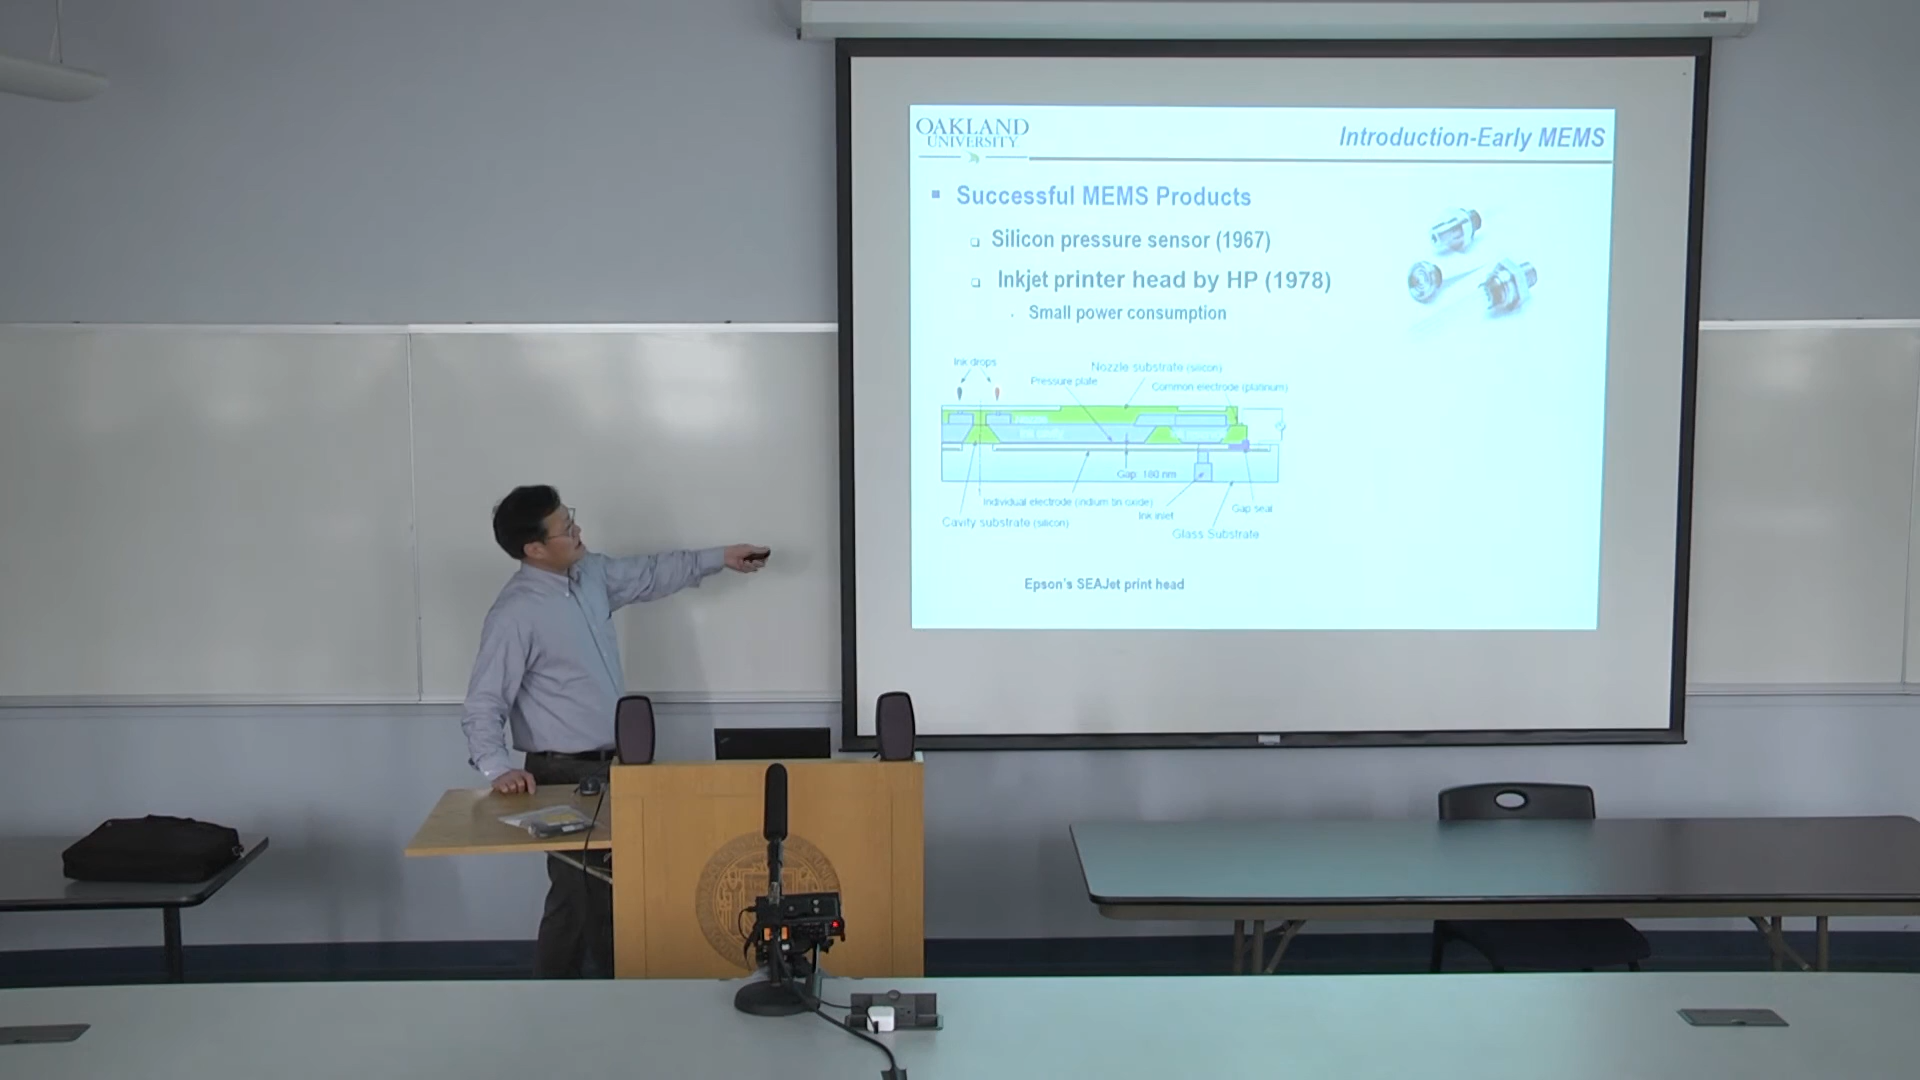 OAKLAND
UNIVERSITY
Introduction-Early MEMS
Successful MEMS Products
Silicon pressure sensor (1967)
Inkjet printer head by HP (1978)
Small power consumption
Ink drops
Nozzle substrate (silicon)
Pressure plate
Common electrode (platinum)
Gap 180 nm
Individual electrode (indium tin oxide)
Ink inlet
Gap seal
Cavity substrate (silicon)
Glass Substrate
Epson's SEAJet print head